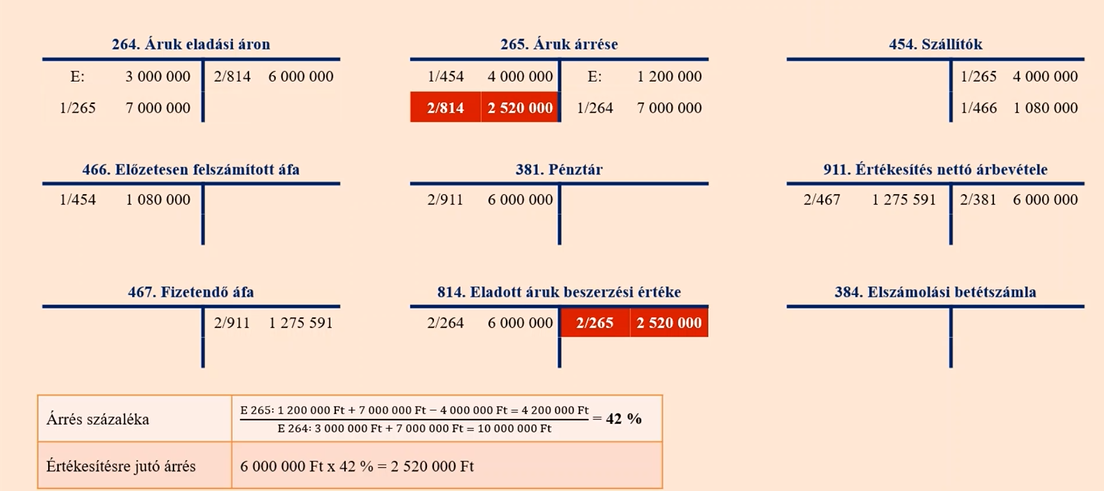 264. Áruk eladási áron
E: 3 000 000 2/814 6 000 000
1/265 7 000 000
265. Áruk árrése
1/454 4 000 000 E: 1 200 000
2/814 2 520 000 1/264 7 000 000
454. Szállítók
1/265 4 000 000
1/466 1 080 000
466. Előzetesen felszámított áfa
1/454 1 080 000
381. Pénztár
2/911 6 000 000
911. Értékesítés nettó árbevétele
2/467 1 275 591 2/381 6 000 000
467. Fizetendő áfa
2/911 1 275 591
814. Eladott áruk beszerzési értéke
2/264 6 000 000 2/265 2 520 000
384. Elszámolási betétszámla
Árrés százaléka
E 265: 1 200 000 Ft + 7 000 000 Ft − 4 000 000 Ft = 4 200 000 Ft
E 264: 3 000 000 Ft + 7 000 000 Ft = 10 000 000 Ft
= 42 %
Értékesítésre jutó árrés
6 000 000 Ft x 42 % = 2 520 000 Ft